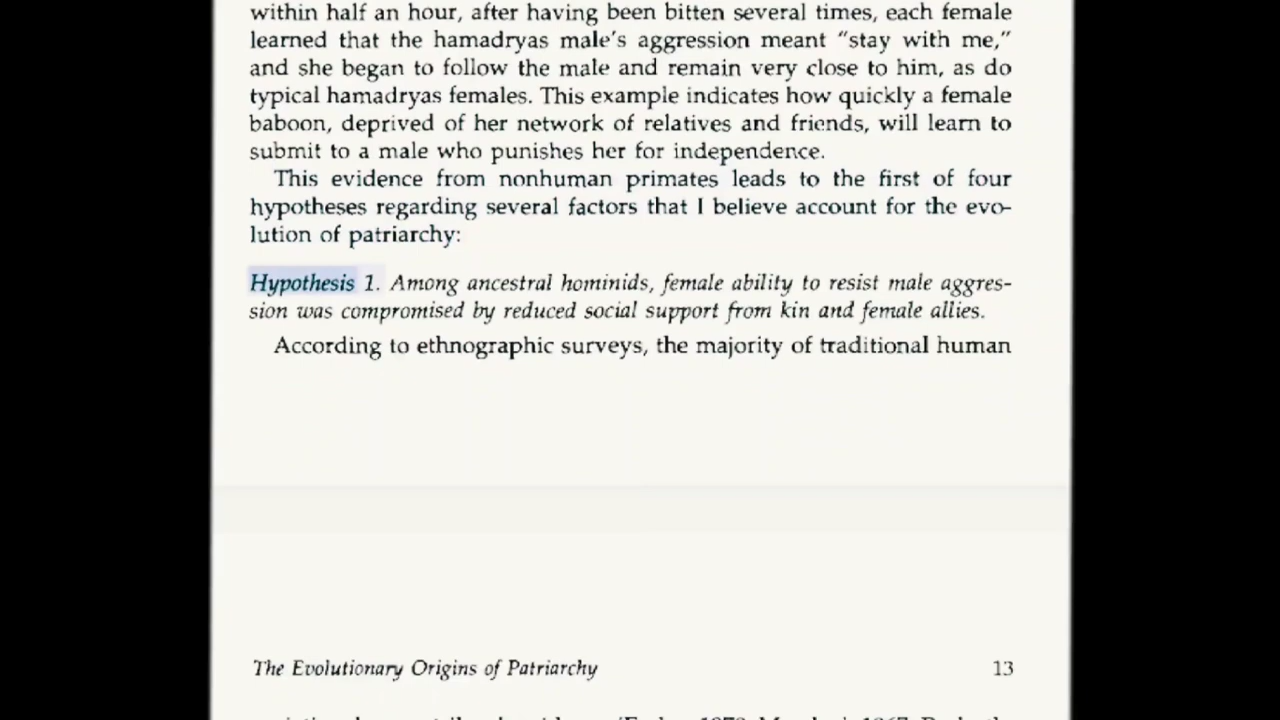 within half an hour, after having been bitten several times, each female
learned that the hamadryas male's aggression meant “stay with me,”
and she began to follow the male and remain very close to him, as do
typical hamadryas females. This example indicates how quickly a female
baboon, deprived of her network of relatives and friends, will learn to
submit to a male who punishes her for independence.
This evidence from nonhuman primates leads to the first of four
hypotheses regarding several factors that I believe account for the evo-
lution of patriarchy:
Hypothesis 1. Among ancestral hominids, female ability to resist male aggres-
sion was compromised by reduced social support from kin and female allies.
According to ethnographic surveys, the majority of traditional human
The Evolutionary Origins of Patriarchy 13